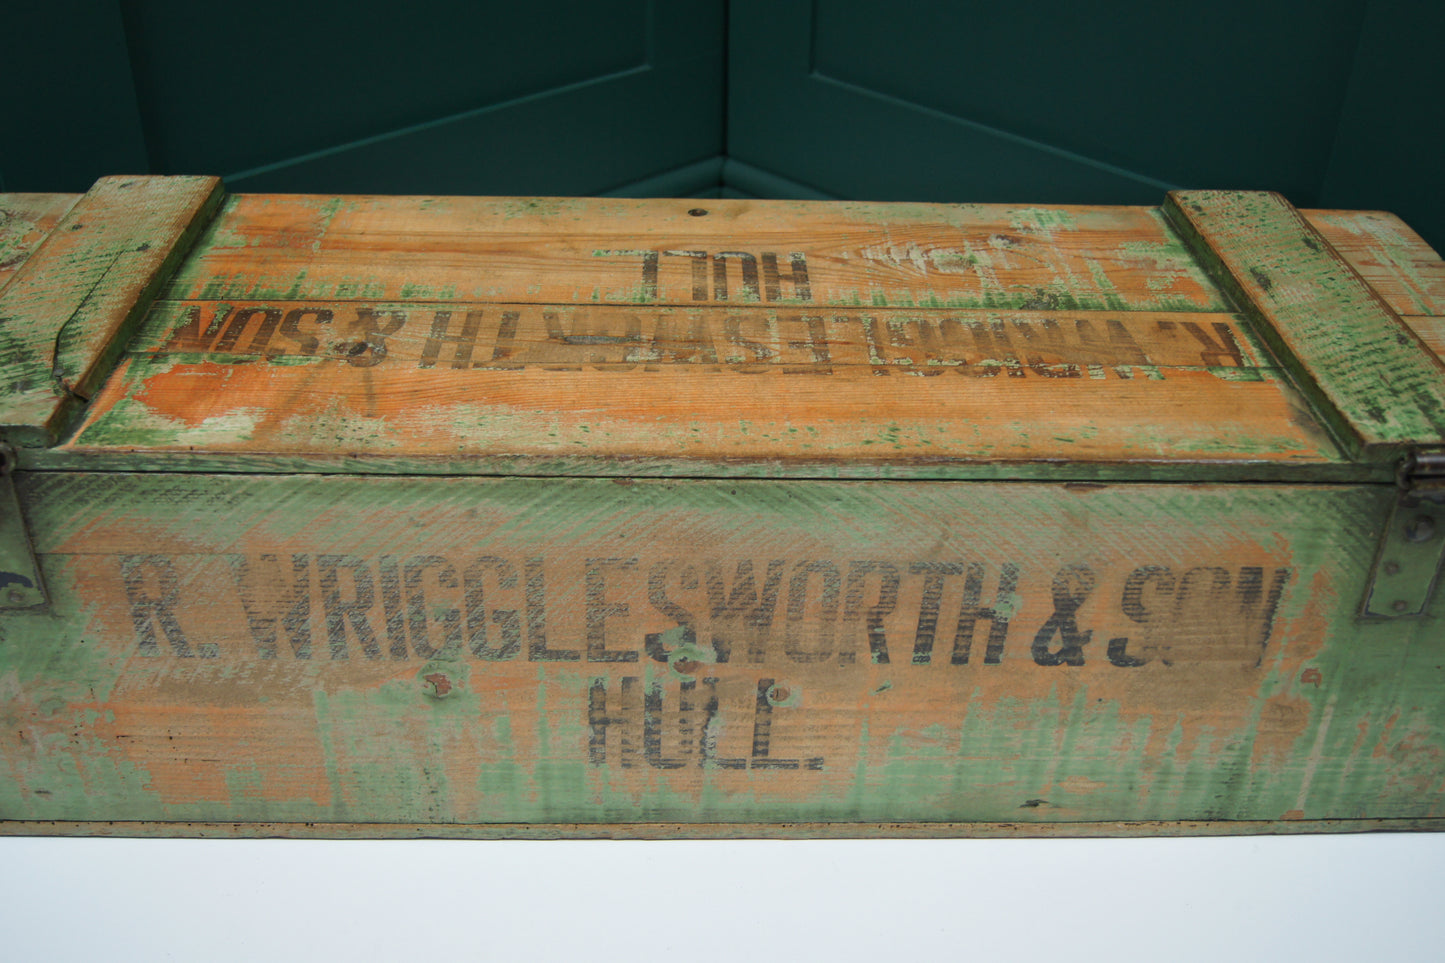 R. WRIGGLESWORTH & SON
HULL
R. WRIGGLESWORTH & SON
HULL.